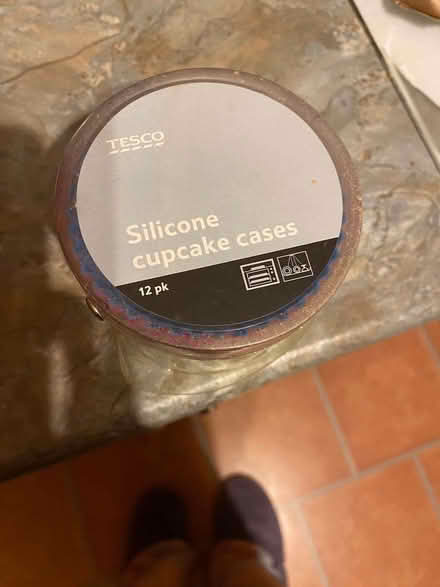 TESCO
Silicone
cupcake cases
12 pk